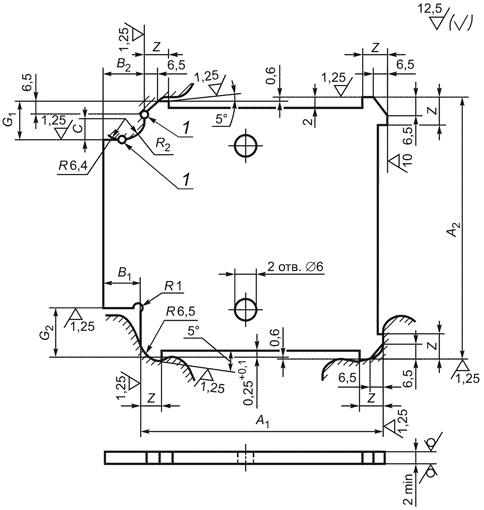 12,5
(√)
1,25
Z
B2
6,5
6,5
1,25
0,6
1,25
Z
6,5
G1
C
1,25
5°
2
Z
6,5
10
1
R2
R6,4
1
A2
B1
R1
2 отв. ∅6
G2
1,25
R6,5
5°
0,6
1,25
Z
1,25
0,25+0,1
6,5
Z
Z
6,5
1,25
A1
1,25
2 min